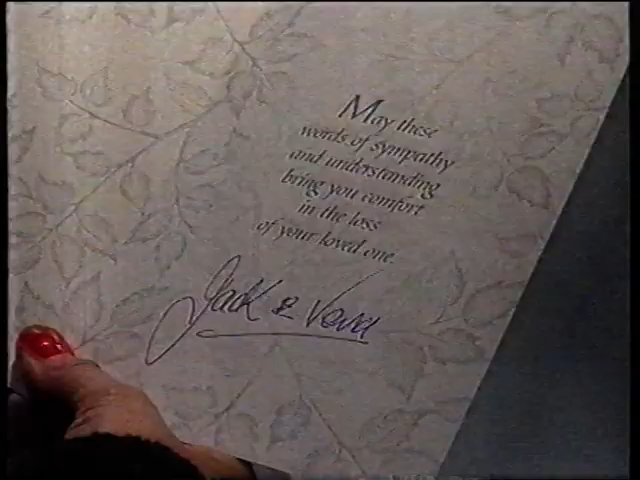 May these
words of sympathy
and understanding
bring you comfort
in the loss
of your loved one.
Jack & Vera